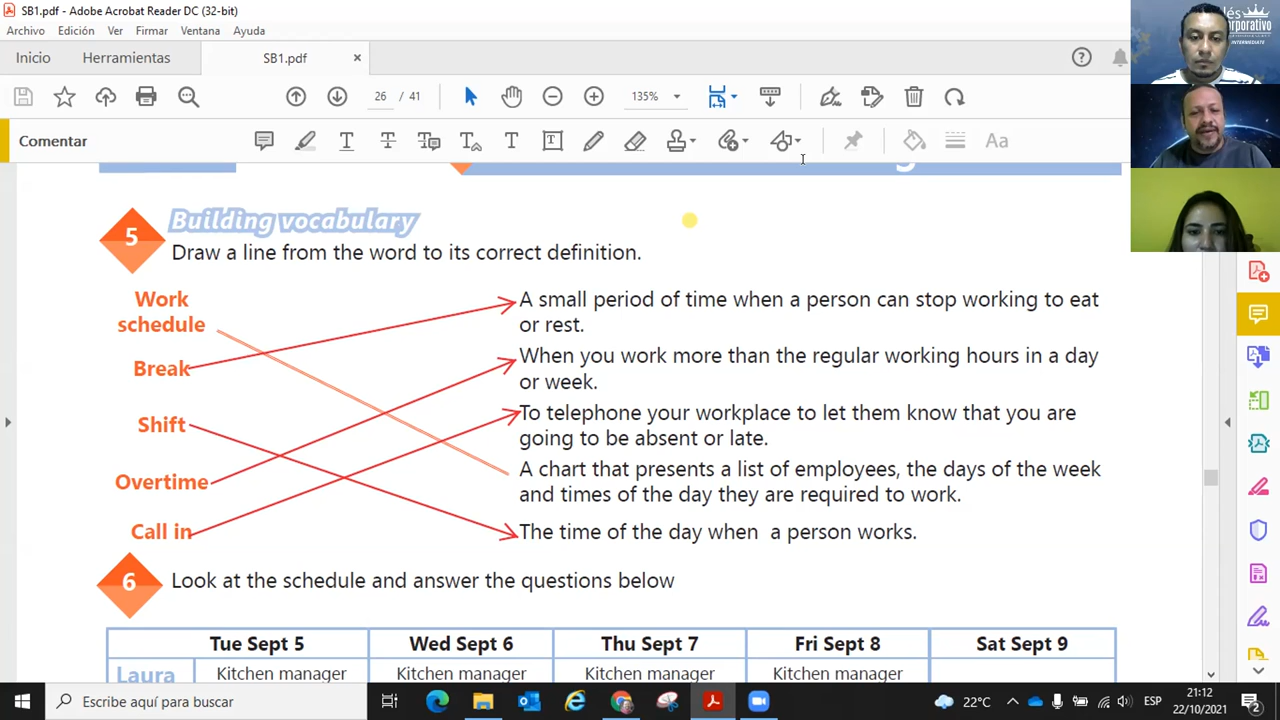 SB1.pdf - Adobe Acrobat Reader DC (32-bit)
Archivo Edición Ver Firmar Ventana Ayuda
Inicio Herramientas SB1.pdf ×
26 / 41 135%
Comentar
Aa
5 Building vocabulary
Draw a line from the word to its correct definition.
Work
schedule
Break
Shift
Overtime
Call in
A small period of time when a person can stop working to eat
or rest.
When you work more than the regular working hours in a day
or week.
To telephone your workplace to let them know that you are
going to be absent or late.
A chart that presents a list of employees, the days of the week
and times of the day they are required to work.
The time of the day when a person works.
6 Look at the schedule and answer the questions below
Tue Sept 5 Wed Sept 6 Thu Sept 7 Fri Sept 8 Sat Sept 9
Laura Kitchen manager Kitchen manager Kitchen manager Kitchen manager
Escribe aquí para buscar
22°C ESP
21:12
22/10/2021
2
INTERMEDIATE